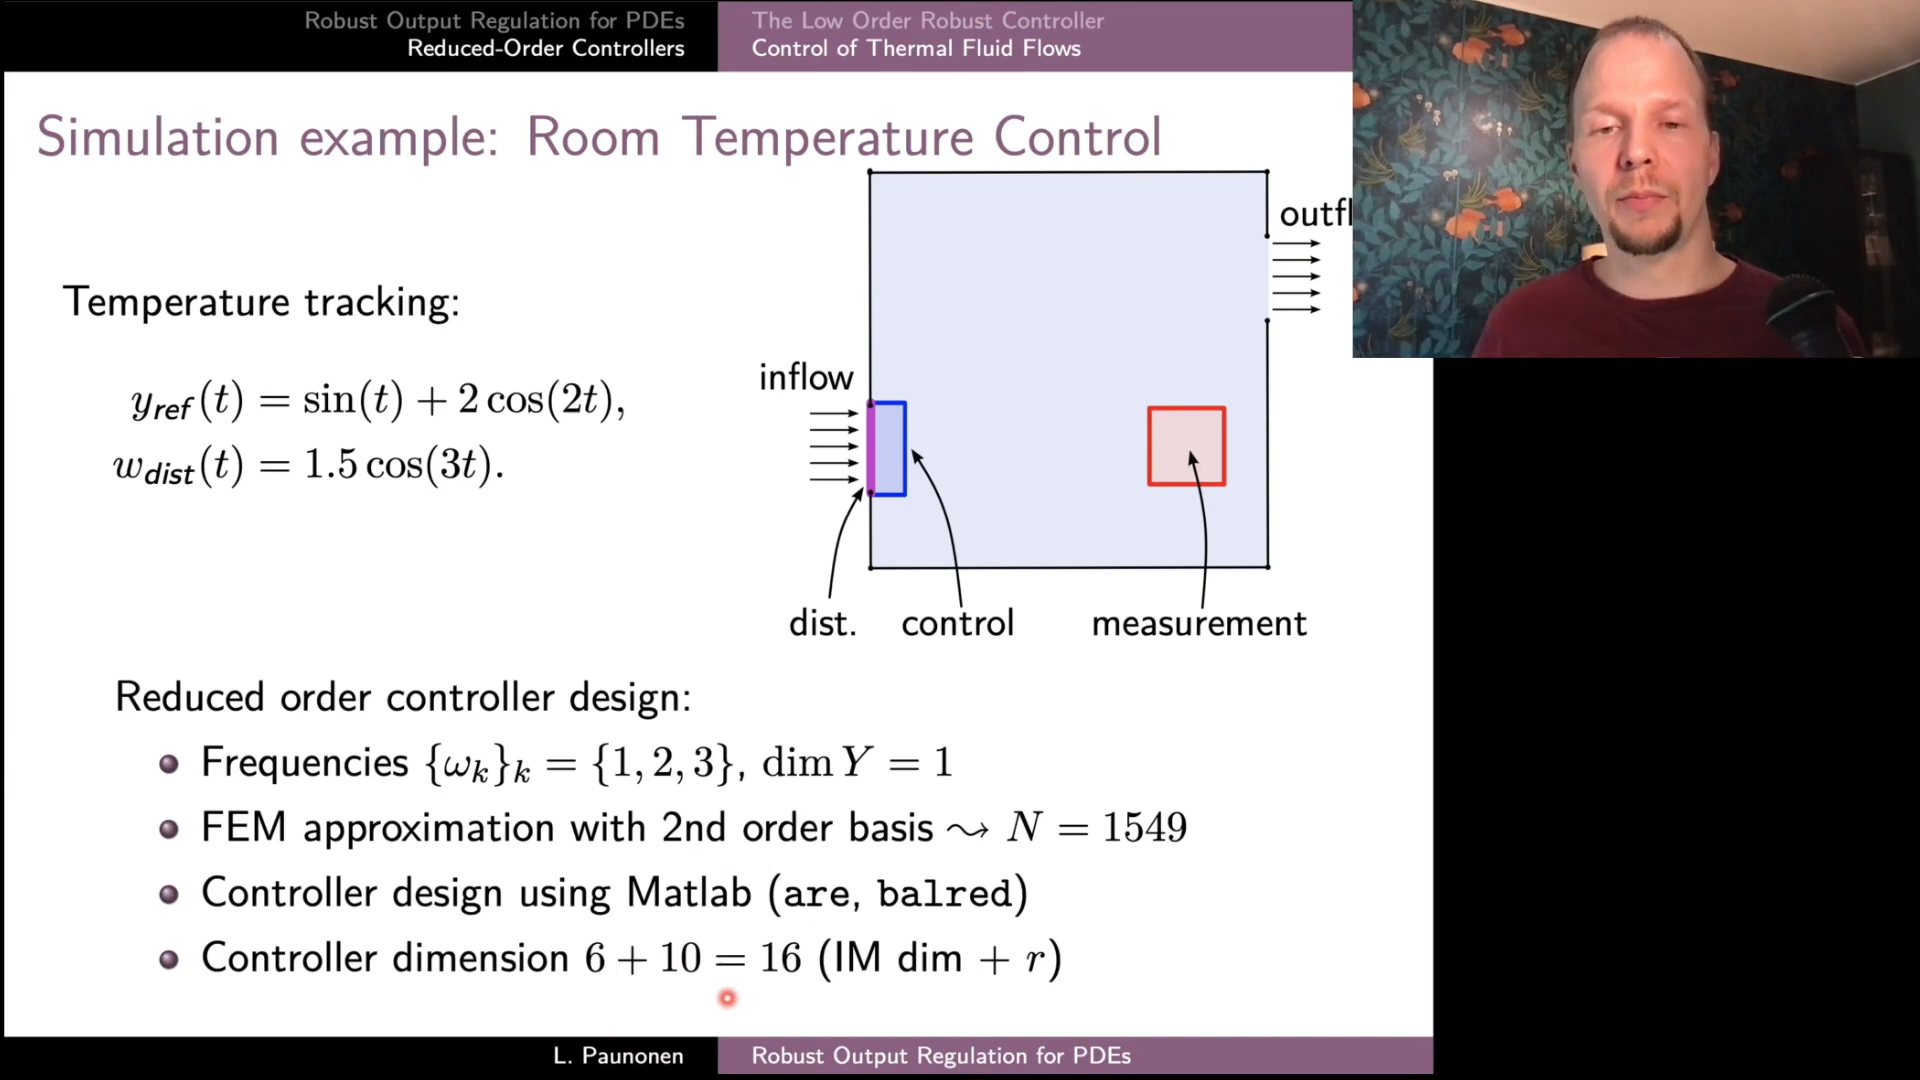 Robust Output Regulation for PDEs
Reduced-Order Controllers
The Low Order Robust Controller
Control of Thermal Fluid Flows
Simulation example: Room Temperature Control
outfl
Temperature tracking:
inflow
y_ref(t) = sin(t) + 2 cos(2t),
w_dist(t) = 1.5 cos(3t).
dist. control measurement
Reduced order controller design:
Frequencies {ω_k}_k = {1, 2, 3}, dim Y = 1
FEM approximation with 2nd order basis ⇝ N = 1549
Controller design using Matlab (are, balred)
Controller dimension 6 + 10 = 16 (IM dim + r)
L. Paunonen
Robust Output Regulation for PDEs